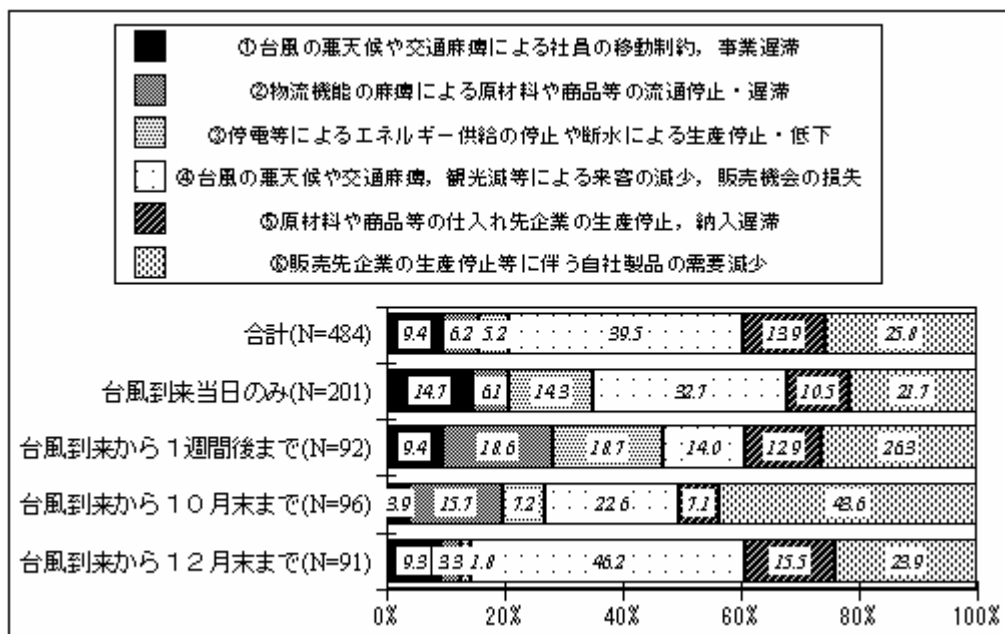 ①台風の悪天候や交通麻痺による社員の移動制約，事業遅滞
②物流機能の麻痺による原材料や商品等の流通停止・遅滞
③停電等によるエネルギー供給の停止や断水による生産停止・低下
④台風の悪天候や交通麻痺，観光減等による来客の減少，販売機会の損失
⑤原材料や商品等の仕入れ先企業の生産停止，納入遅滞
⑥販売先企業の生産停止等に伴う自社製品の需要減少
合計(N=484) 9.4 6.2 5.2 39.5 13.9 25.8
台風到来当日のみ(N=201) 14.7 6.1 14.3 32.7 10.5 21.7
台風到来から１週間後まで(N=92) 9.4 18.6 18.7 14.0 12.9 26.3
台風到来から１０月末まで(N=96) 3.9 15.7 7.2 22.6 7.1 43.6
台風到来から１２月末まで(N=91) 9.3 3.3 1.8 46.2 15.5 23.9
0% 20% 40% 60% 80% 100%